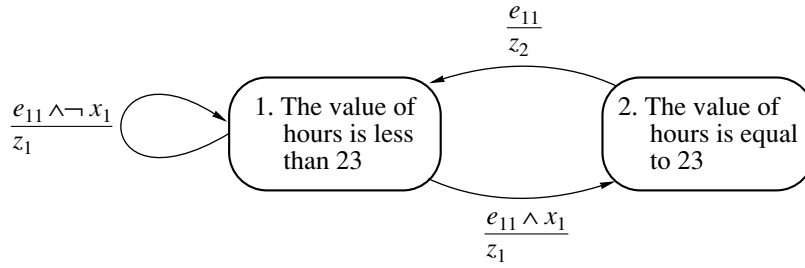 e₁₁
z₂
e₁₁ ∧ ¬ x₁
z₁
1. The value of
hours is less
than 23
2. The value of
hours is equal
to 23
e₁₁ ∧ x₁
z₁